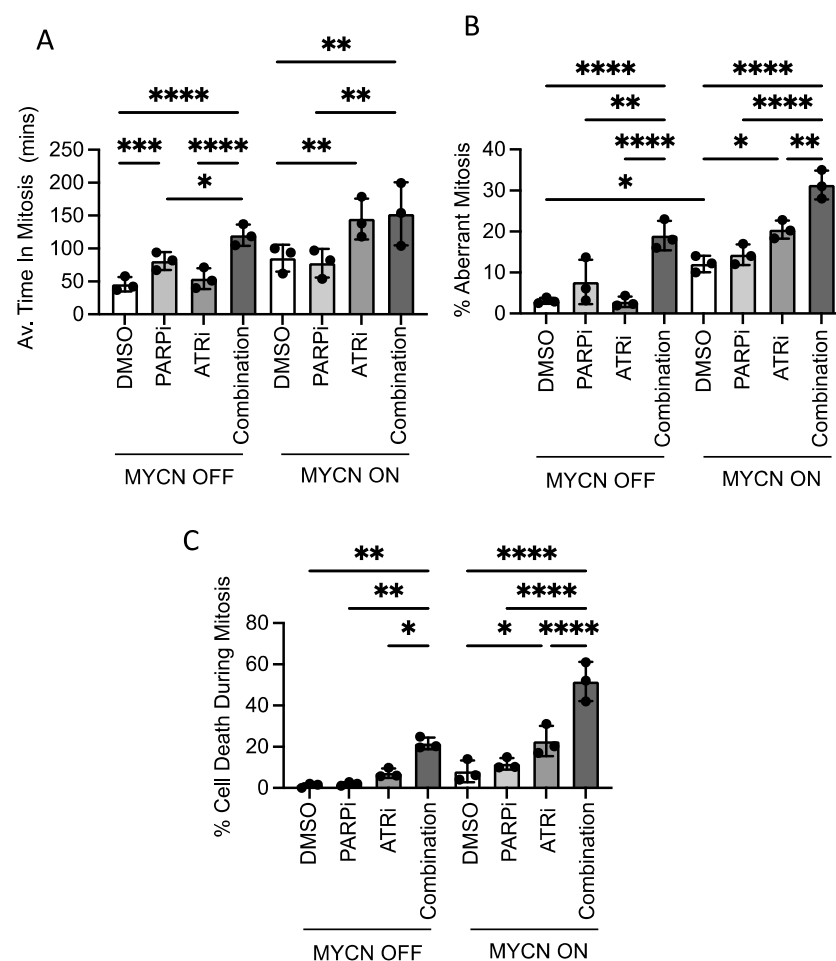 A
Av. Time In Mitosis (mins)
**
****
**
*** **** **
*
250
200
150
100
50
0
DMSO
PARPi
ATRi
Combination
DMSO
PARPi
ATRi
Combination
MYCN OFF
MYCN ON
B
% Aberrant Mitosis
**** ****
** ****
**** * **
*
40
30
20
10
0
DMSO
PARPi
ATRi
Combination
DMSO
PARPi
ATRi
Combination
MYCN OFF
MYCN ON
C
% Cell Death During Mitosis
** ****
** ****
* * ****
80
60
40
20
0
DMSO
PARPi
ATRi
Combination
DMSO
PARPi
ATRi
Combination
MYCN OFF
MYCN ON